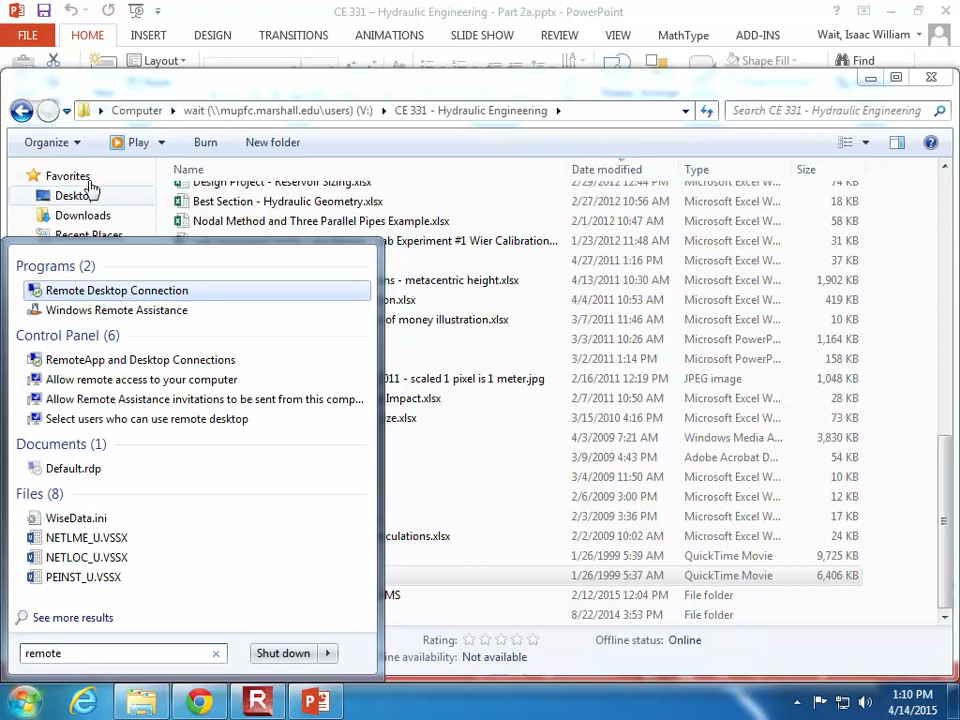 CE 331 – Hydraulic Engineering - Part 2a.pptx - PowerPoint
FILE HOME INSERT DESIGN TRANSITIONS ANIMATIONS SLIDE SHOW REVIEW VIEW MathType ADD-INS Wait, Isaac William
Layout Shape Fill Find
Computer wait (\\mupfc.marshall.edu\users) (V:) CE 331 - Hydraulic Engineering Search CE 331 - Hydraulic Engineering
Organize Play Burn New folder
Favorites
Desktop
Downloads
Recent Places
Name Date modified Type Size
Design Project - Reservoir Sizing.xlsx 2/29/2012 12:44 PM Microsoft Excel W... 74 KB
Best Section - Hydraulic Geometry.xlsx 2/27/2012 10:56 AM Microsoft Excel W... 18 KB
Nodal Method and Three Parallel Pipes Example.xlsx 2/1/2012 10:47 AM Microsoft Excel W... 58 KB
ab Experiment #1 Wier Calibration... 1/23/2012 11:48 AM Microsoft Excel W... 31 KB
4/27/2011 1:16 PM Microsoft Excel W... 37 KB
ns - metacentric height.xlsx 4/13/2011 10:30 AM Microsoft Excel W... 1,902 KB
on.xlsx 4/4/2011 10:53 AM Microsoft Excel W... 419 KB
of money illustration.xlsx 3/7/2011 11:46 AM Microsoft Excel W... 10 KB
3/3/2011 10:26 AM Microsoft PowerP... 1,164 KB
3/2/2011 1:14 PM Microsoft PowerP... 158 KB
011 - scaled 1 pixel is 1 meter.jpg 2/16/2011 12:19 PM JPEG image 1,048 KB
Impact.xlsx 2/7/2011 10:50 AM Microsoft Excel W... 28 KB
ze.xlsx 3/15/2010 4:16 PM Microsoft Excel W... 73 KB
4/3/2009 7:21 AM Windows Media A... 3,830 KB
3/9/2009 4:43 PM Adobe Acrobat D... 1,168 KB
3/4/2009 11:50 AM Microsoft Excel W... 10 KB
2/6/2009 3:00 PM Microsoft Excel W... 12 KB
2/3/2009 3:36 PM Microsoft Excel W... 17 KB
culations.xlsx 2/2/2009 10:02 AM Microsoft Excel W... 24 KB
1/26/1999 5:39 AM QuickTime Movie 9,725 KB
1/26/1999 5:37 AM QuickTime Movie 6,406 KB
MS 2/12/2015 12:04 PM File folder
8/22/2014 3:53 PM File folder
Rating: Offline status: Online
ine availability: Not available
Programs (2)
Remote Desktop Connection
Windows Remote Assistance
Control Panel (6)
RemoteApp and Desktop Connections
Allow remote access to your computer
Allow Remote Assistance invitations to be sent from this comp...
Select users who can use remote desktop
Documents (1)
Default.rdp
Files (8)
WiseData.ini
NETLME_U.VSSX
NETLOC_U.VSSX
PEINST_U.VSSX
See more results
remote Shut down
1:10 PM
4/14/2015